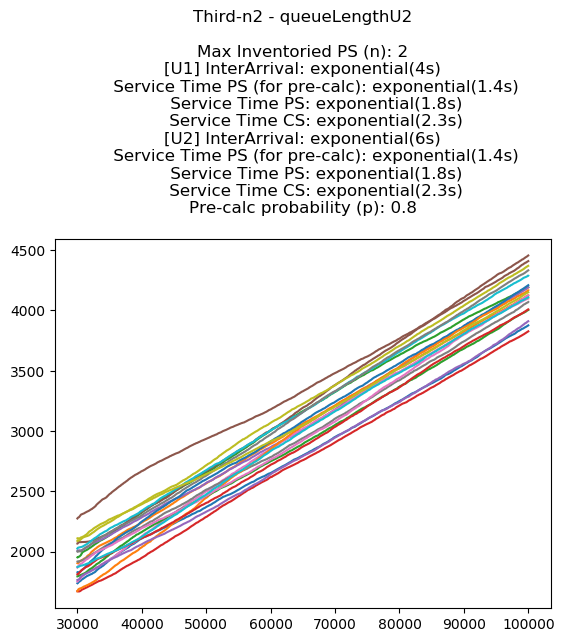 Third-n2 - queueLengthU2
Max Inventoried PS (n): 2
[U1] InterArrival: exponential(4s)
Service Time PS (for pre-calc): exponential(1.4s)
Service Time PS: exponential(1.8s)
Service Time CS: exponential(2.3s)
[U2] InterArrival: exponential(6s)
Service Time PS (for pre-calc): exponential(1.4s)
Service Time PS: exponential(1.8s)
Service Time CS: exponential(2.3s)
Pre-calc probability (p): 0.8
4500
4000
3500
3000
2500
2000
30000 40000 50000 60000 70000 80000 90000 100000